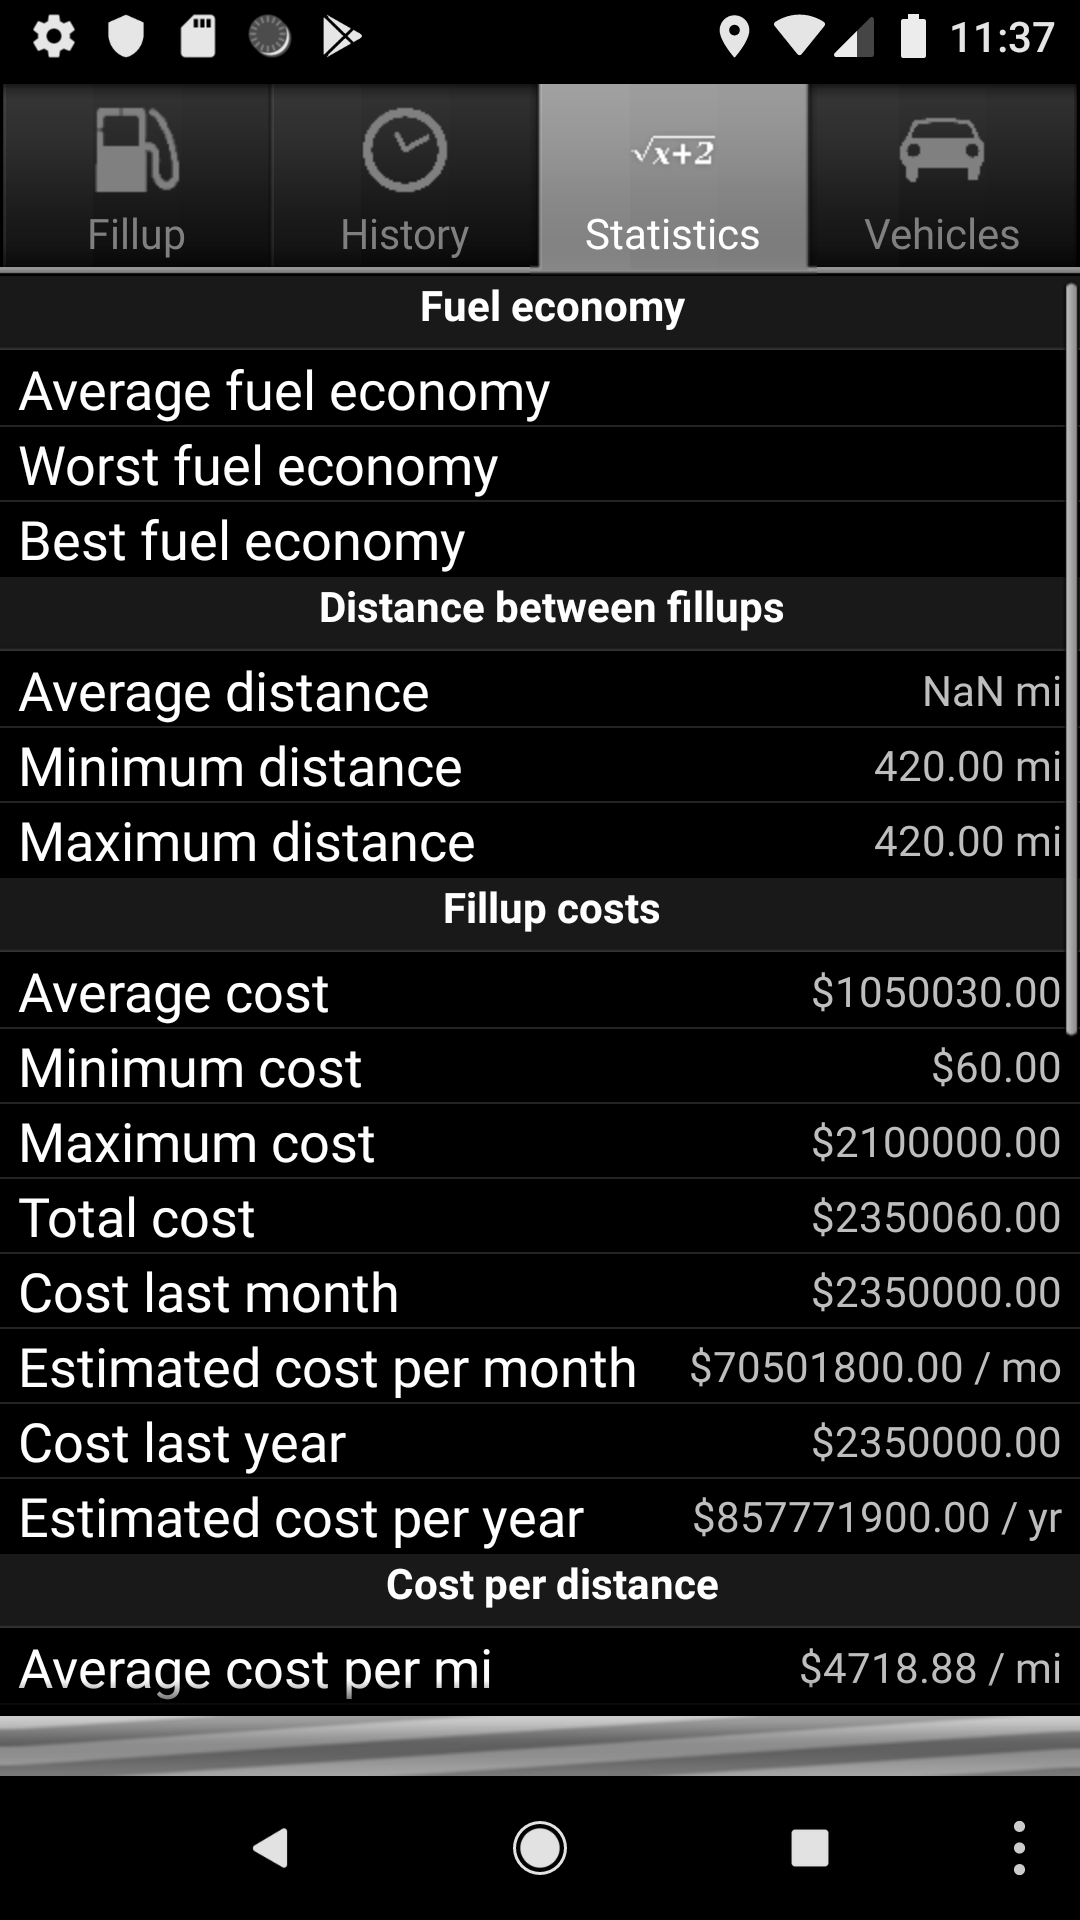 11:37
√x+2
Fillup History Statistics Vehicles
Fuel economy
Average fuel economy
Worst fuel economy
Best fuel economy
Distance between fillups
Average distance NaN mi
Minimum distance 420.00 mi
Maximum distance 420.00 mi
Fillup costs
Average cost $1050030.00
Minimum cost $60.00
Maximum cost $2100000.00
Total cost $2350060.00
Cost last month $2350000.00
Estimated cost per month $70501800.00 / mo
Cost last year $2350000.00
Estimated cost per year $857771900.00 / yr
Cost per distance
Average cost per mi $4718.88 / mi